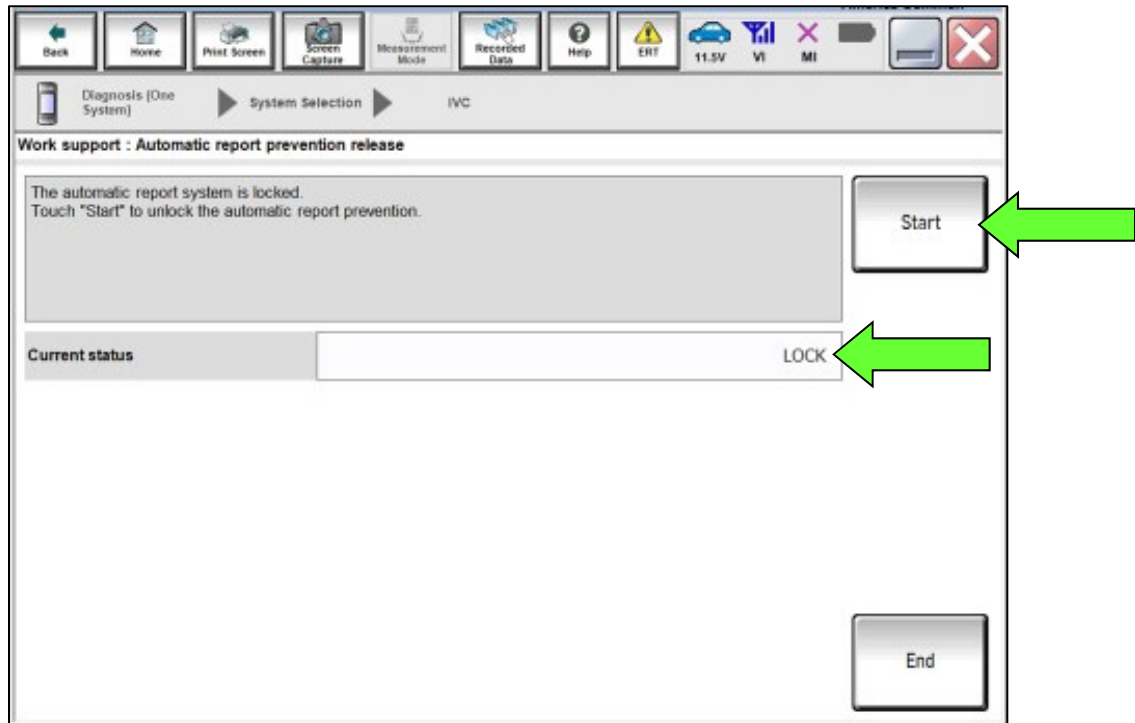 Back
Home
Print Screen
Screen Capture
Measurement Mode
Recorded Data
Help
ERT
11.5V
VI
MI
Diagnosis (One System)
System Selection
IVC
Work support : Automatic report prevention release
The automatic report system is locked.
Touch "Start" to unlock the automatic report prevention.
Start
Current status
LOCK
End